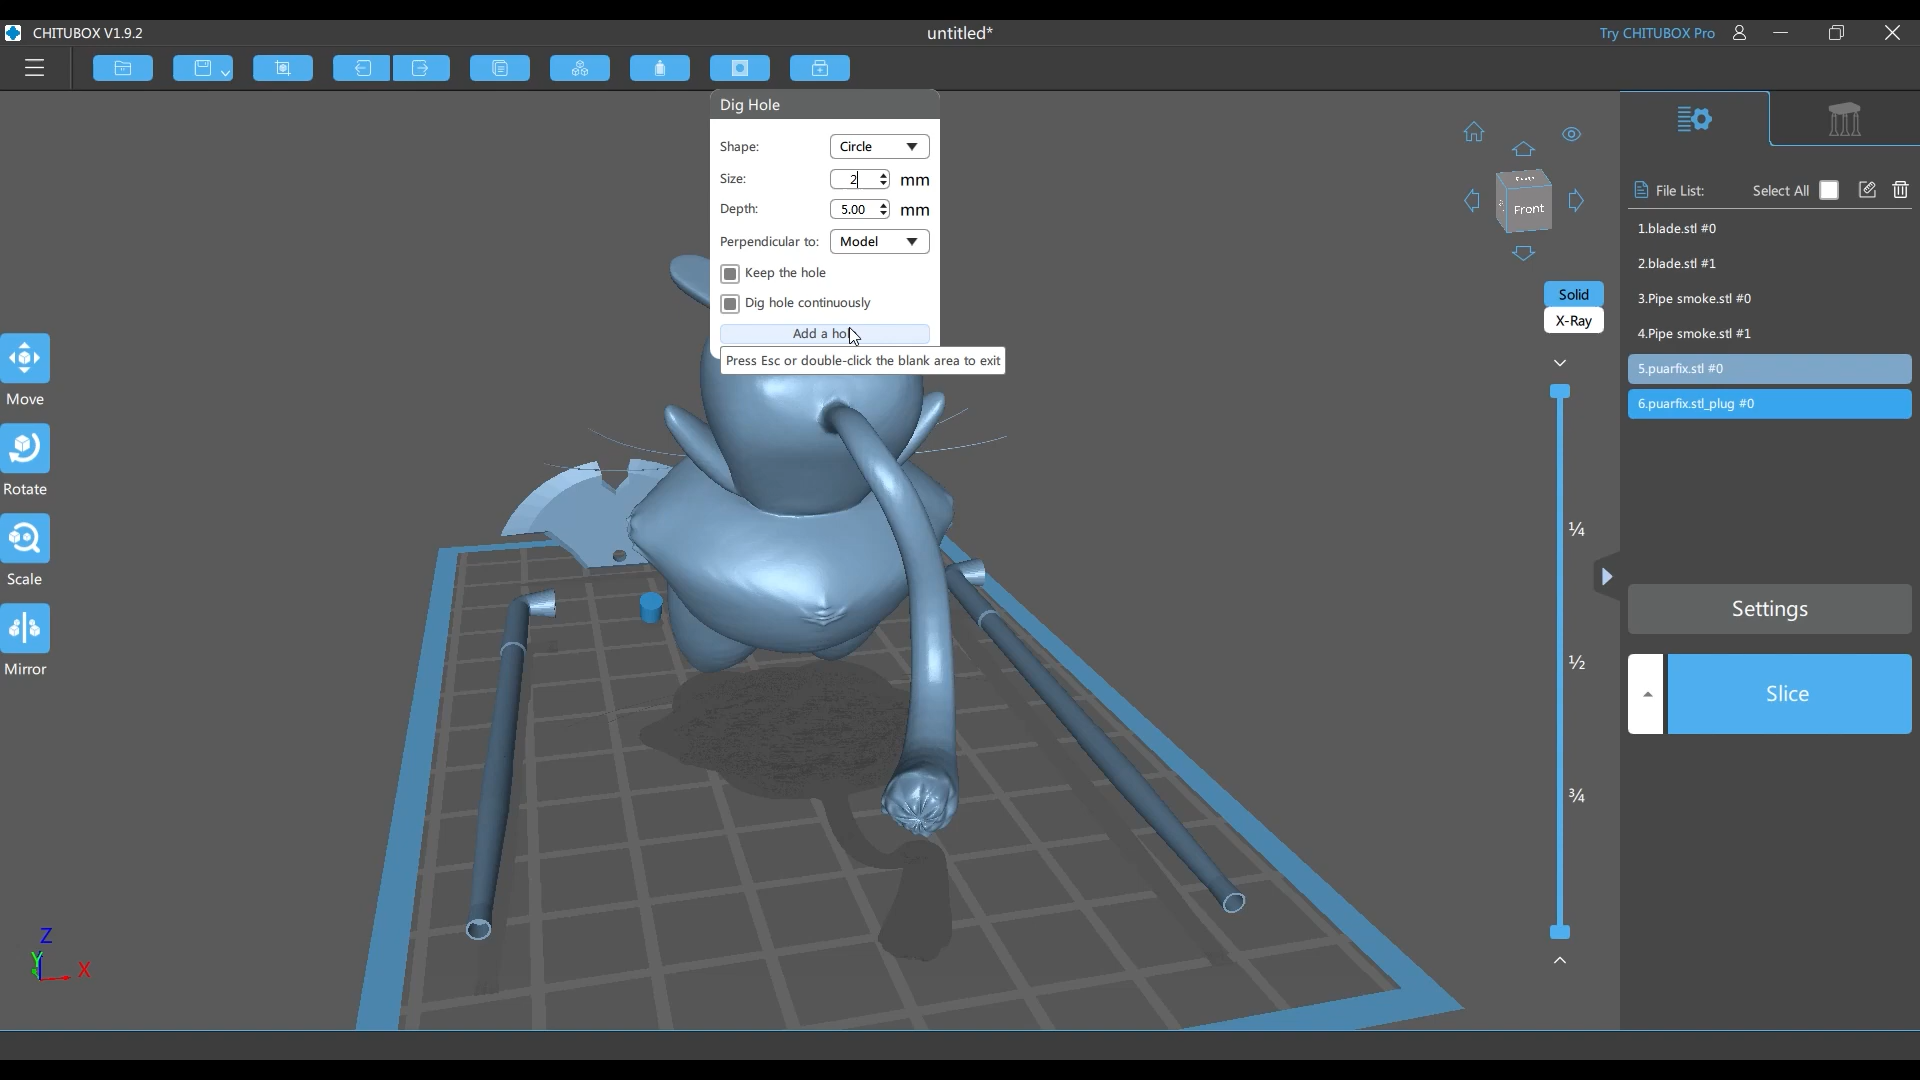 CHITUBOX V1.9.2
untitled*
Try CHITUBOX Pro
Dig Hole
Shape:
Circle
Size:
2
mm
Depth:
5.00
mm
Perpendicular to:
Model
Keep the hole
Dig hole continuously
Add a hol
Press Esc or double-click the blank area to exit
Move
Rotate
Scale
Mirror
Front
Solid
X-Ray
¼
½
¾
File List:
Select All
1.blade.stl #0
2.blade.stl #1
3.Pipe smoke.stl #0
4.Pipe smoke.stl #1
5.puarfix.stl #0
6.puarfix.stl_plug #0
Settings
Slice
Z
Y
X